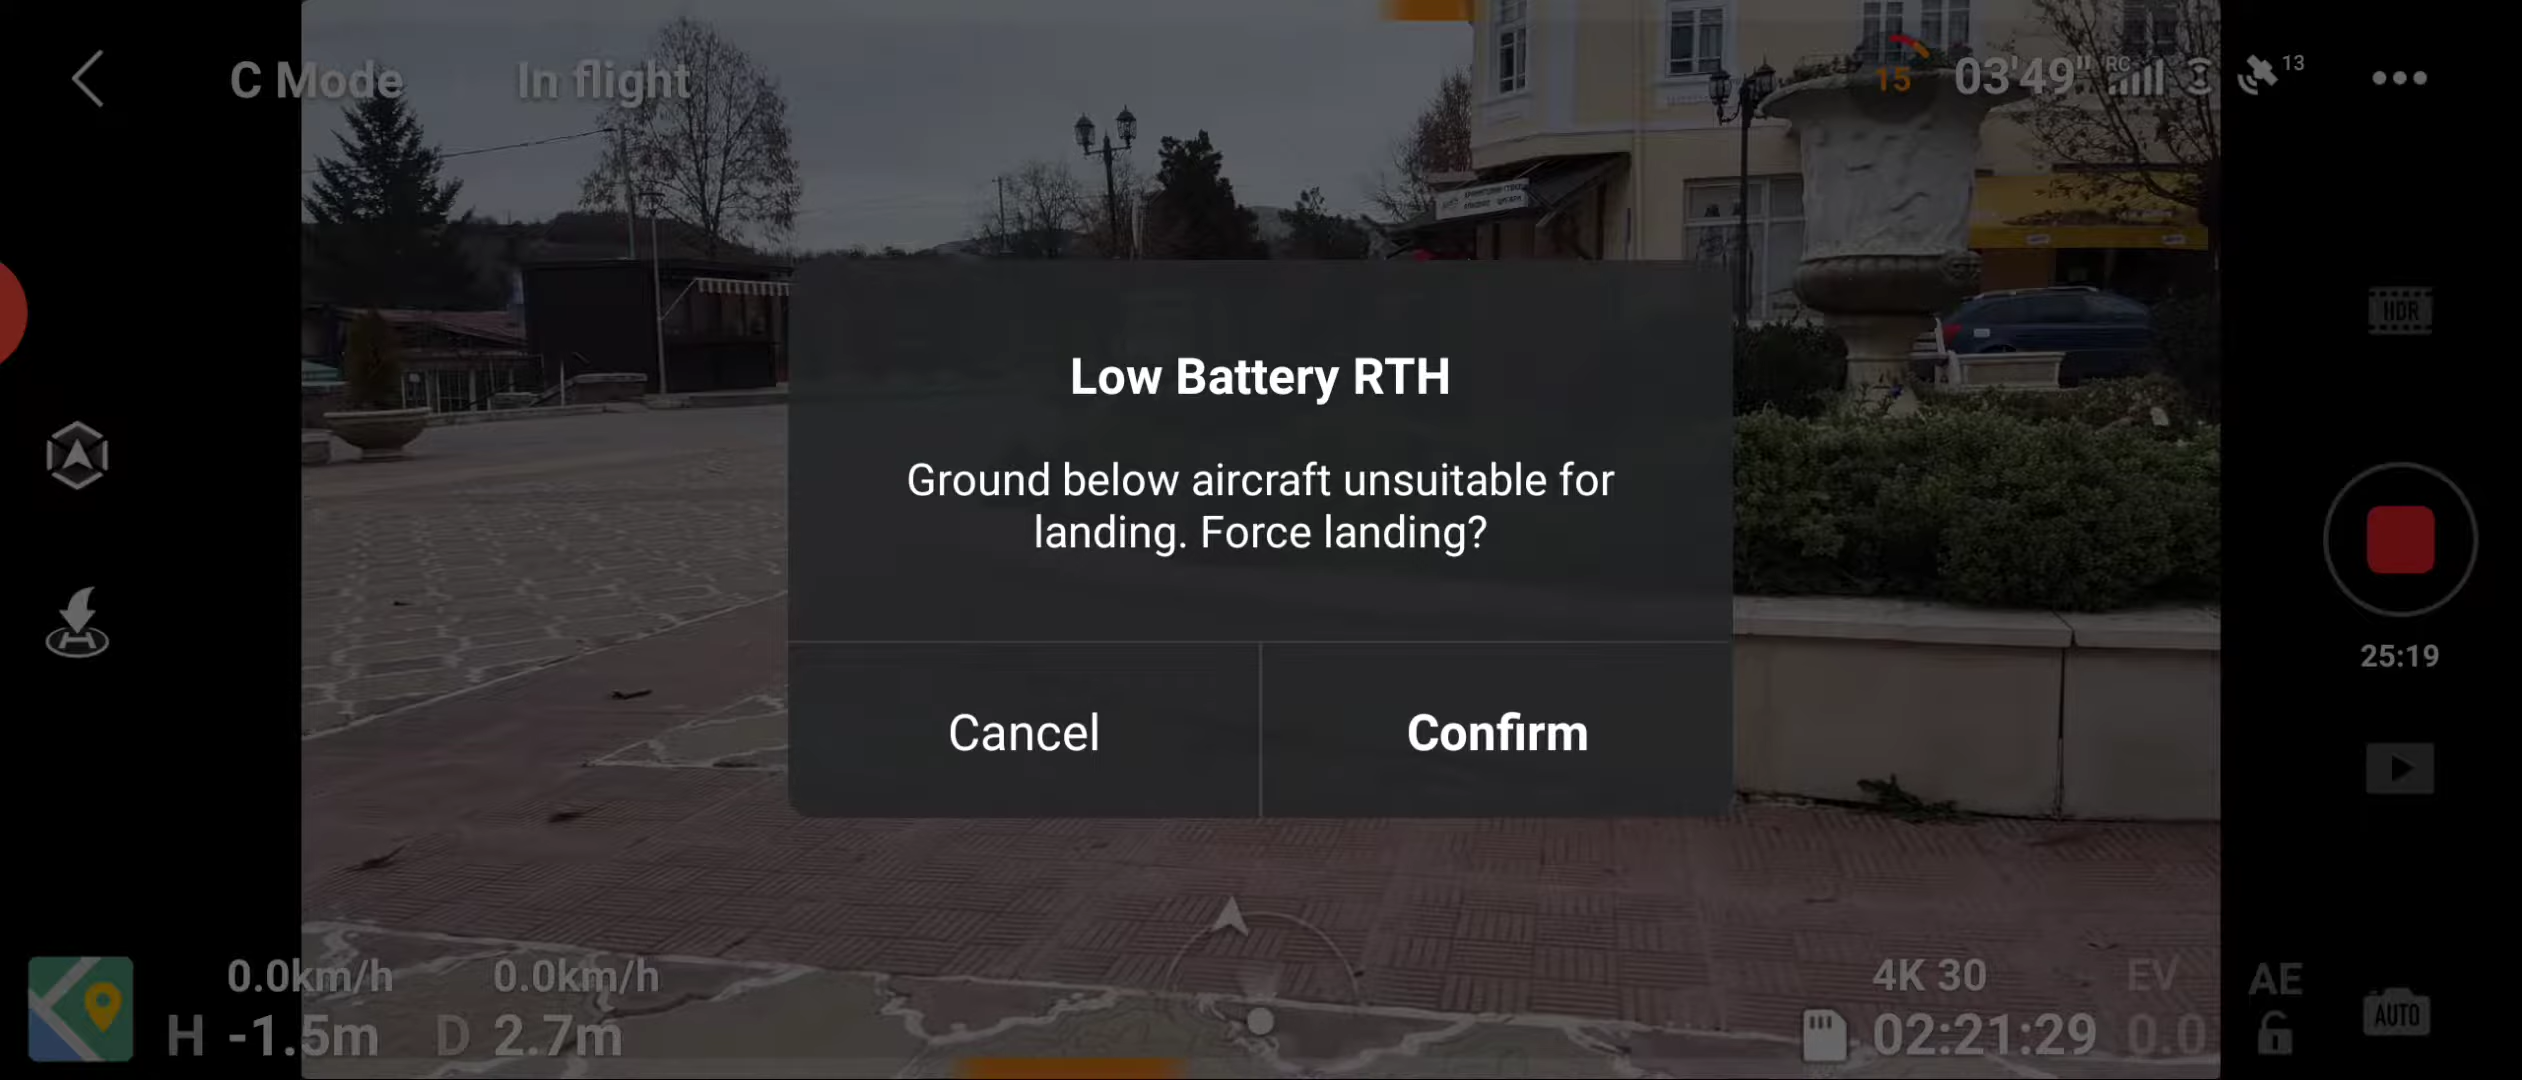 C Mode
In flight
15
03'49"
RC
13
HDR
Low Battery RTH
Ground below aircraft unsuitable for
landing. Force landing?
Cancel
Confirm
25:19
0.0km/h
0.0km/h
H -1.5m
D 2.7m
4K 30
02:21:29
EV
0.0
AE
AUTO